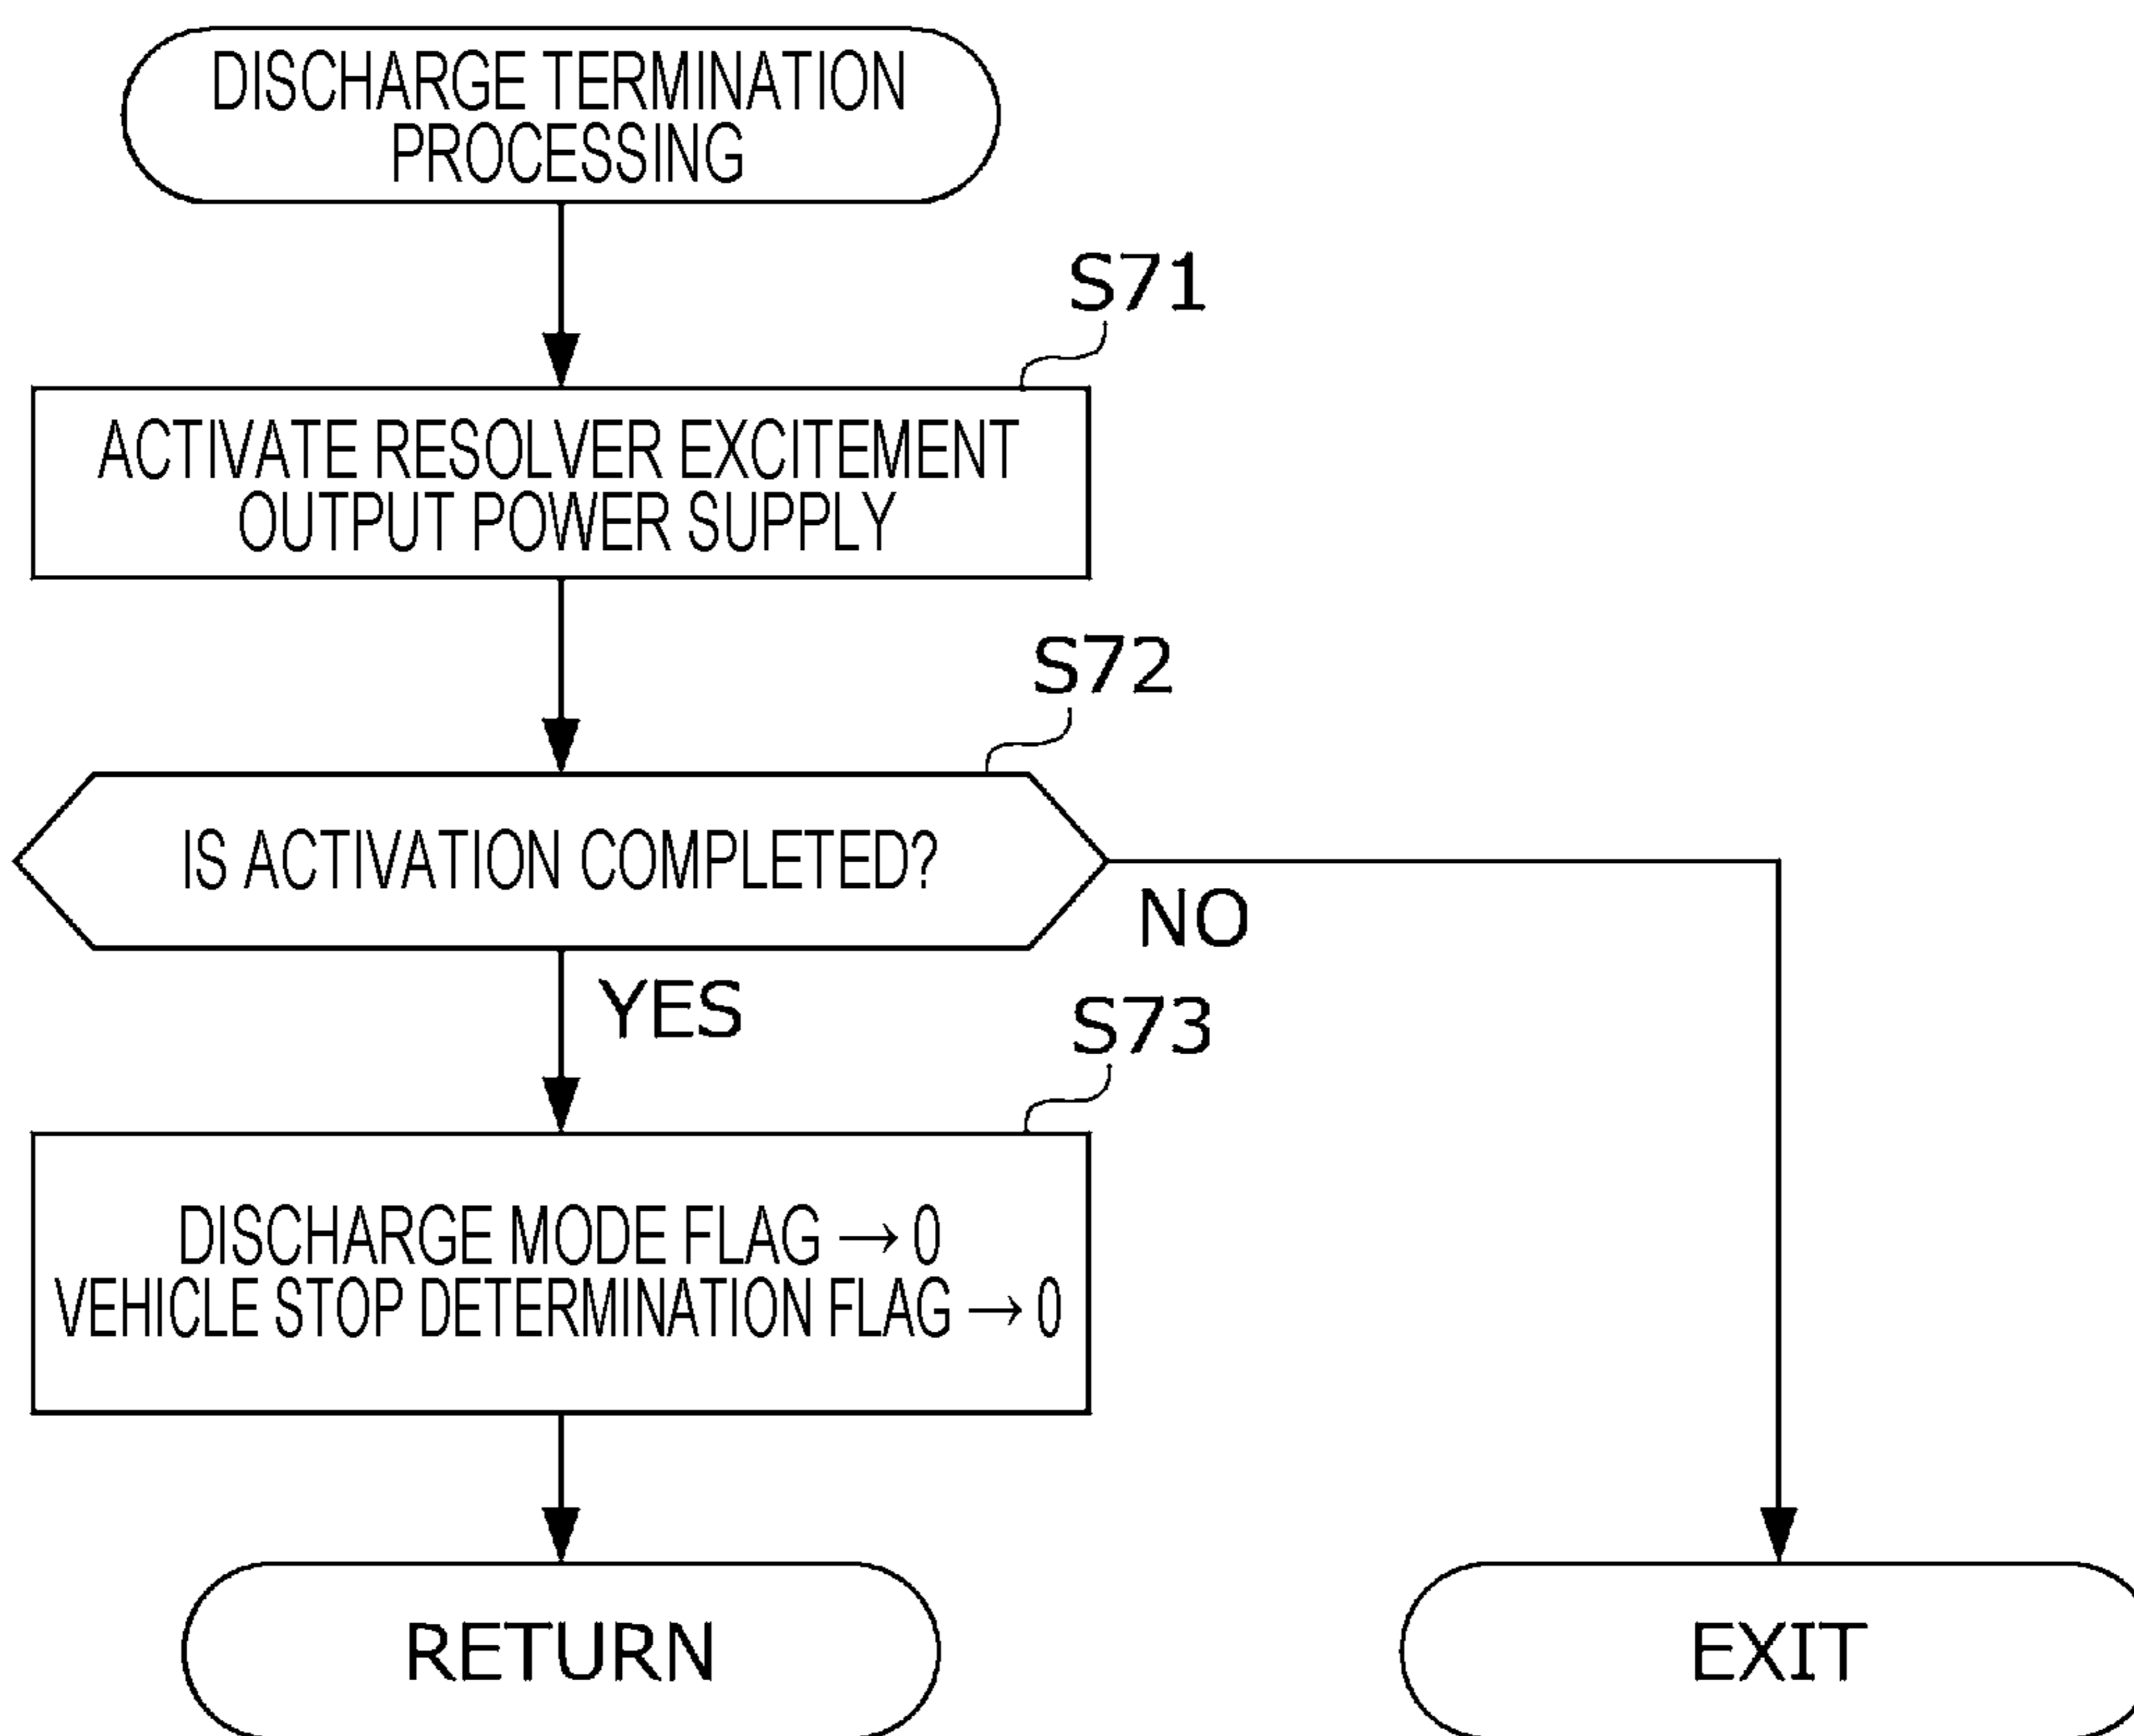 DISCHARGE TERMINATION
PROCESSING
S71
ACTIVATE RESOLVER EXCITEMENT
OUTPUT POWER SUPPLY
S72
IS ACTIVATION COMPLETED?
NO
YES
S73
DISCHARGE MODE FLAG → 0
VEHICLE STOP DETERMINATION FLAG → 0
RETURN
EXIT